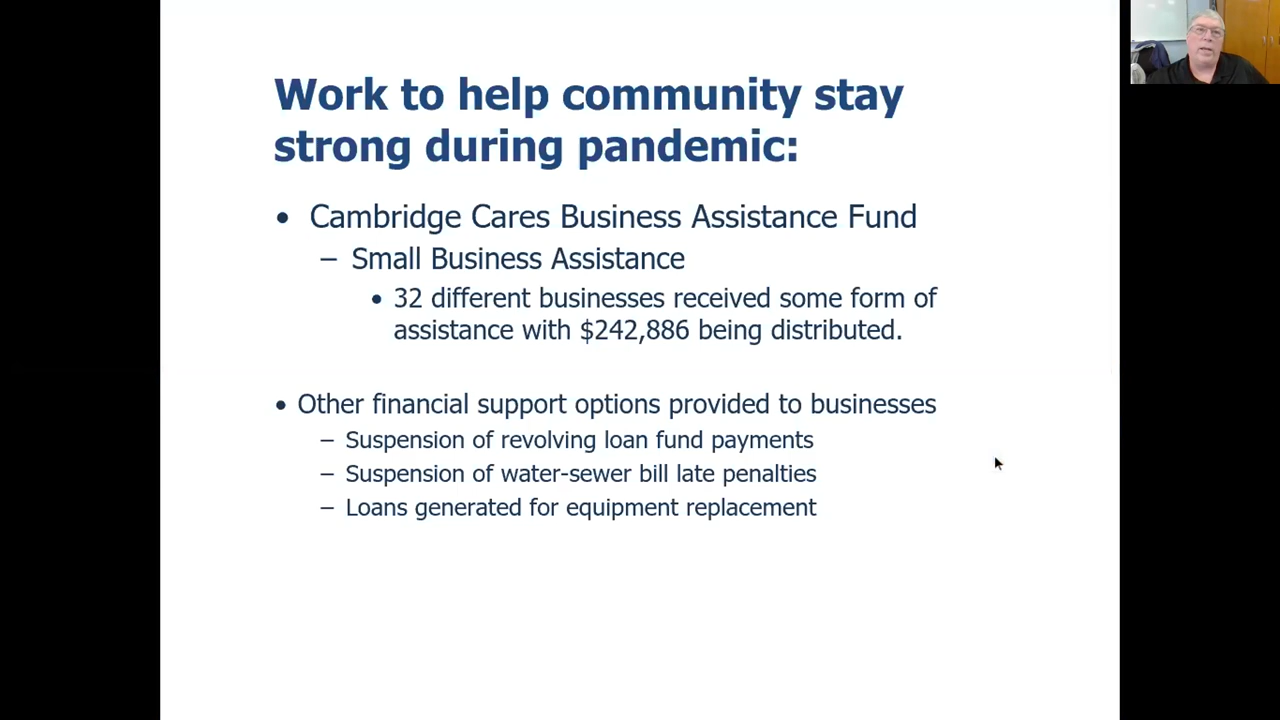 Work to help community stay
strong during pandemic:
• Cambridge Cares Business Assistance Fund
– Small Business Assistance
• 32 different businesses received some form of
assistance with $242,886 being distributed.
• Other financial support options provided to businesses
– Suspension of revolving loan fund payments
– Suspension of water-sewer bill late penalties
– Loans generated for equipment replacement